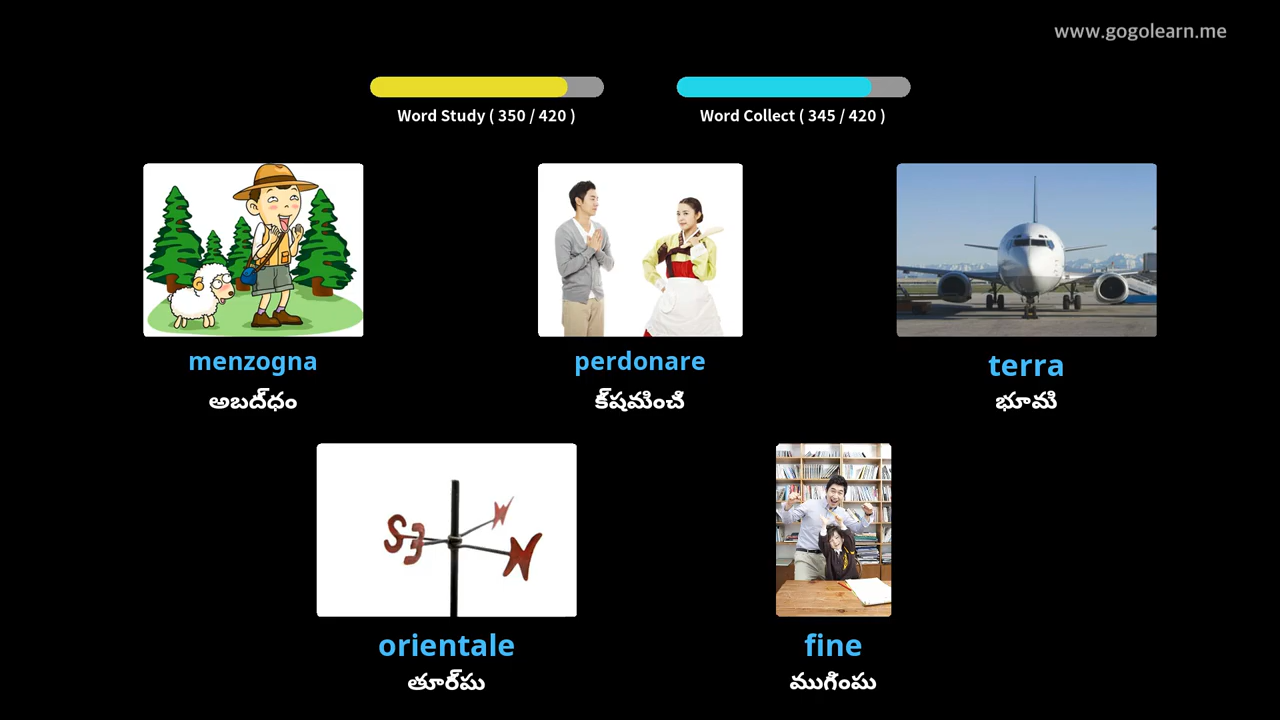 www.gogolearn.me
Word Study ( 350 / 420 )
Word Collect ( 345 / 420 )
menzogna
అబద్‌ధం
perdonare
క్‌షమించి
terra
భూమి
orientale
తూర్‌పు
fine
ముగింపు